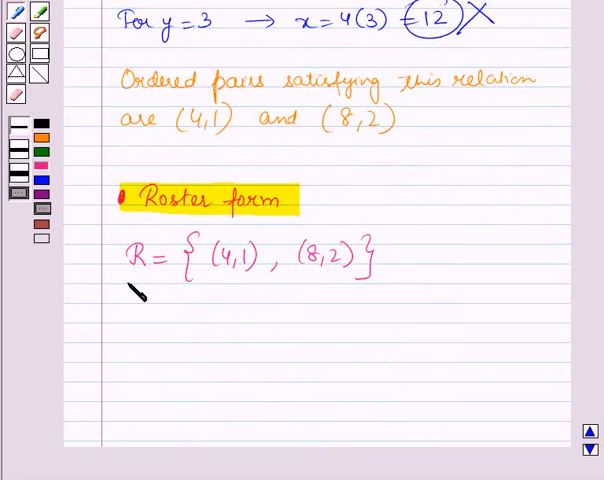 For y = 3 → x = 4(3) = 12
Ordered pairs satisfying this relation
are (4,1) and (8,2)
• Roster form
R = { (4,1) , (8,2) }